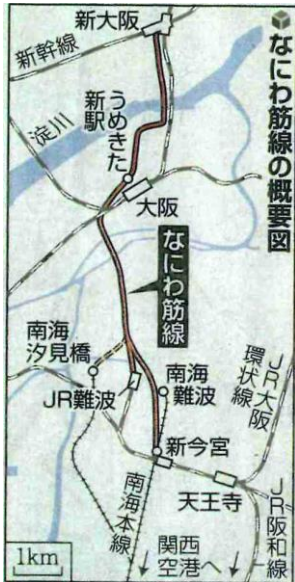 なにわ筋線の概要図
新大阪
新幹線
淀川
うめきた
新駅
大阪
なにわ筋線
南海
汐見橋
JR難波
南海
難波
JR大阪
環状線
新今宮
天王寺
JR阪和線
南海本線
関西
空港へ
1km